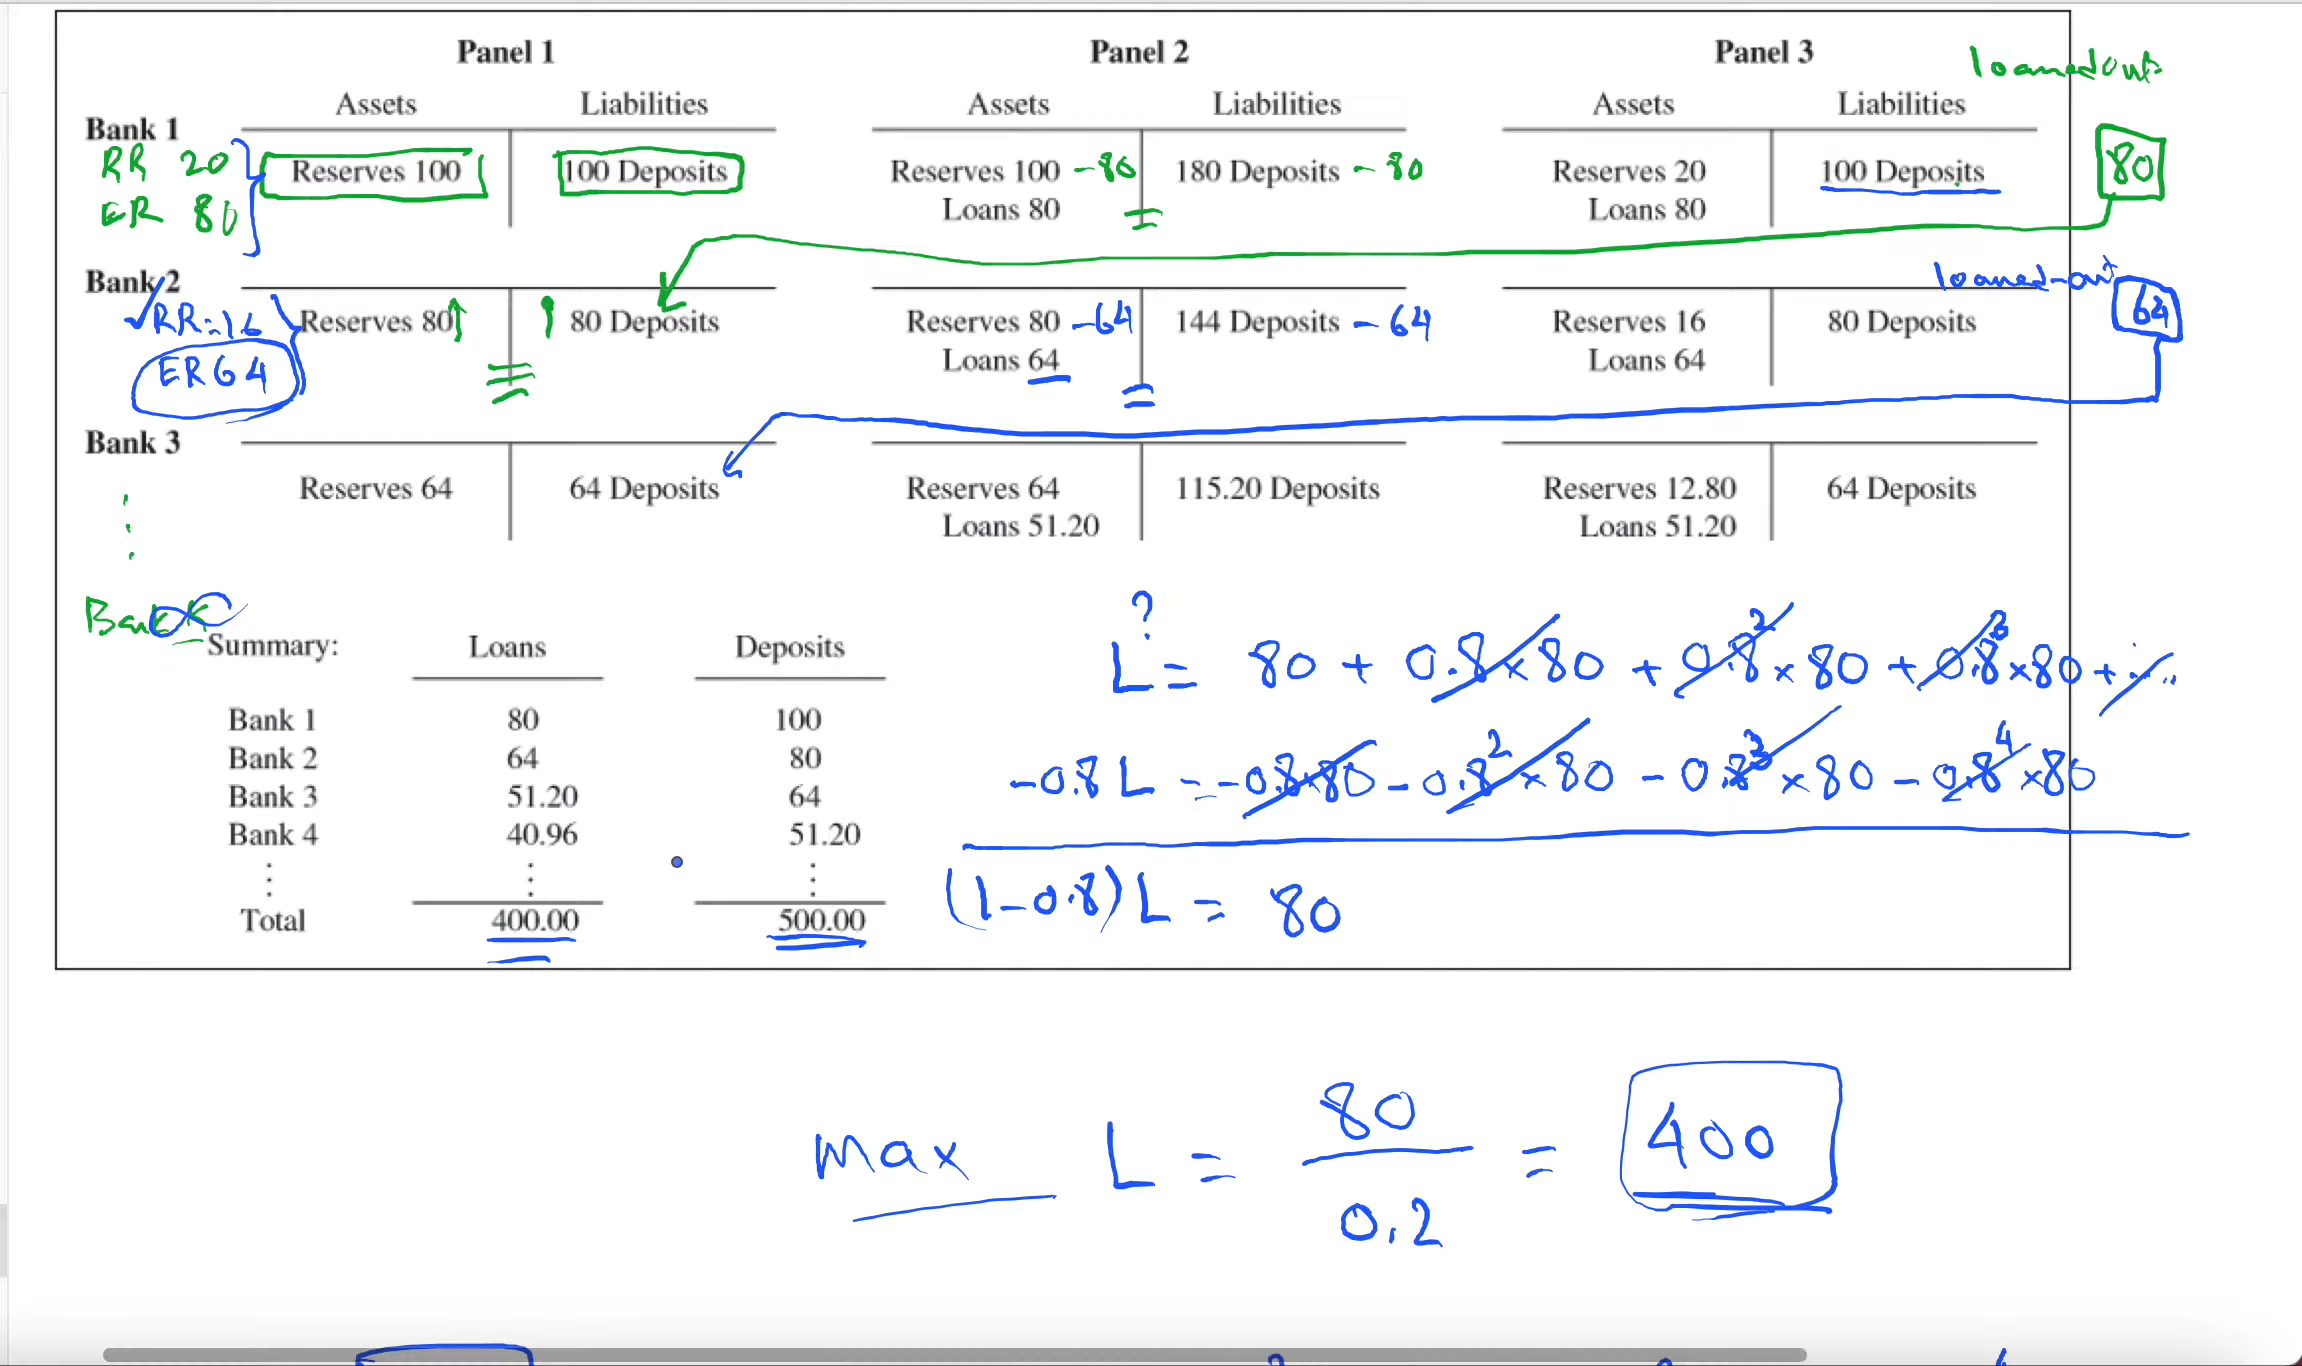 Panel 1 Panel 2 Panel 3 loaned out
Assets Liabilities Assets Liabilities Assets Liabilities
Bank 1
RR 20 Reserves 100 100 Deposits Reserves 100 -80 180 Deposits - 80 Reserves 20 100 Deposits 80
ER 80 Loans 80 = Loans 80
Bank 2 loaned-out
RR=16 Reserves 80 80 Deposits Reserves 80 -64 144 Deposits - 64 Reserves 16 80 Deposits 64
ER 64 Loans 64 = Loans 64
Bank 3
Reserves 64 64 Deposits Reserves 64 115.20 Deposits Reserves 12.80 64 Deposits
Loans 51.20 Loans 51.20
Bank
?
Summary: Loans Deposits L = 80 + 0.8 x 80 + 0.8² x 80 + 0.8³ x 80 + ...
Bank 1 80 100
Bank 2 64 80 -0.8 L = -0.8x80 - 0.8² x 80 - 0.8³ x 80 - 0.8⁴ x 80
Bank 3 51.20 64
Bank 4 40.96 51.20
⋮ ⋮ ⋮
Total 400.00 500.00 (1-0.8) L = 80
max L = 80 / 0.2 = 400